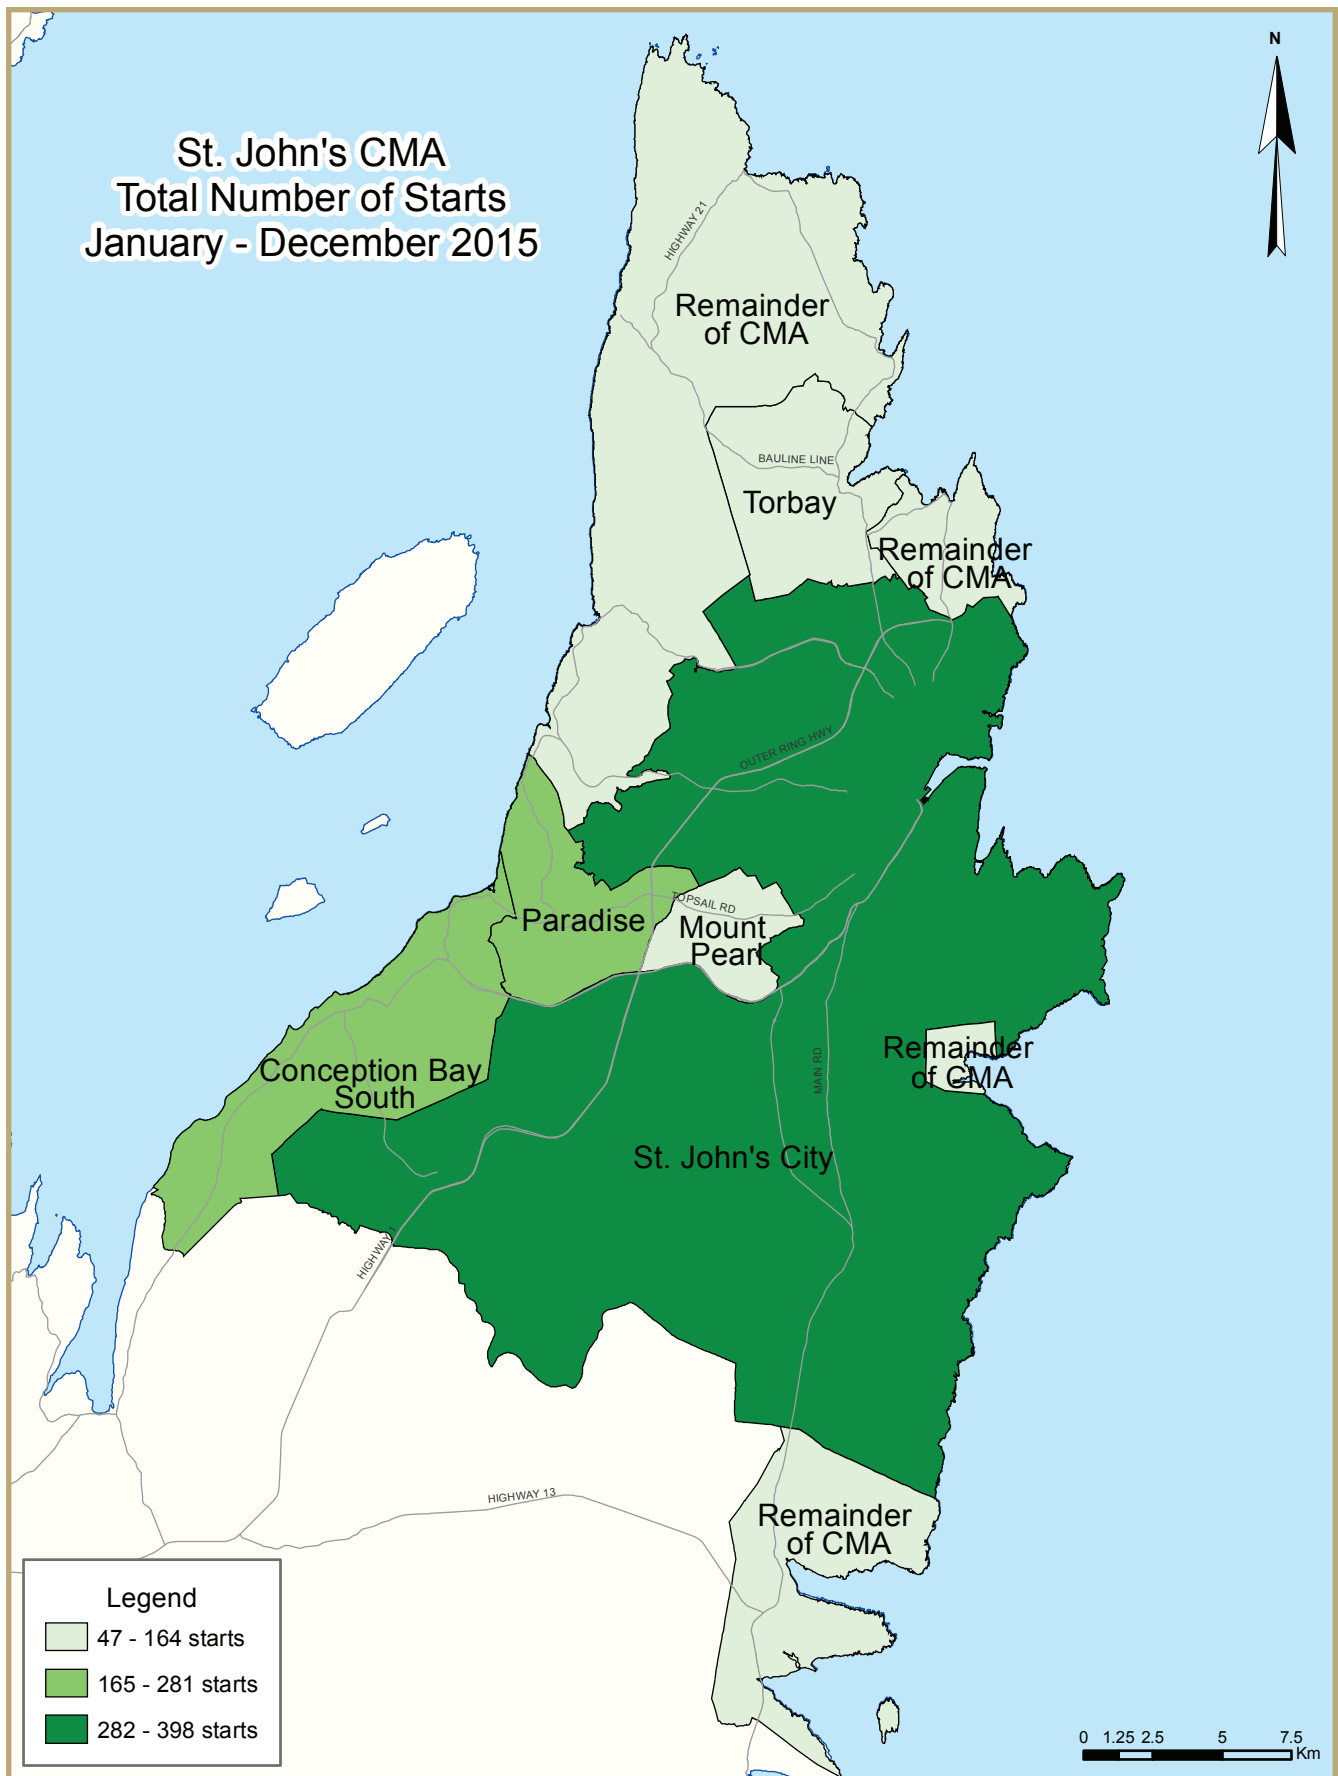 St. John's CMA
Total Number of Starts
January - December 2015
N
HIGHWAY 21
Remainder
of CMA
BAULINE LINE
Torbay
Remainder
of CMA
OUTER RING HWY
TOPSAIL RD
Paradise
Mount
Pearl
Conception Bay
South
MAIN RD
Remainder
of CMA
St. John's City
HIGHWAY 1
HIGHWAY 13
Remainder
of CMA
Legend
47 - 164 starts
165 - 281 starts
282 - 398 starts
0 1.25 2.5 5 7.5
Km